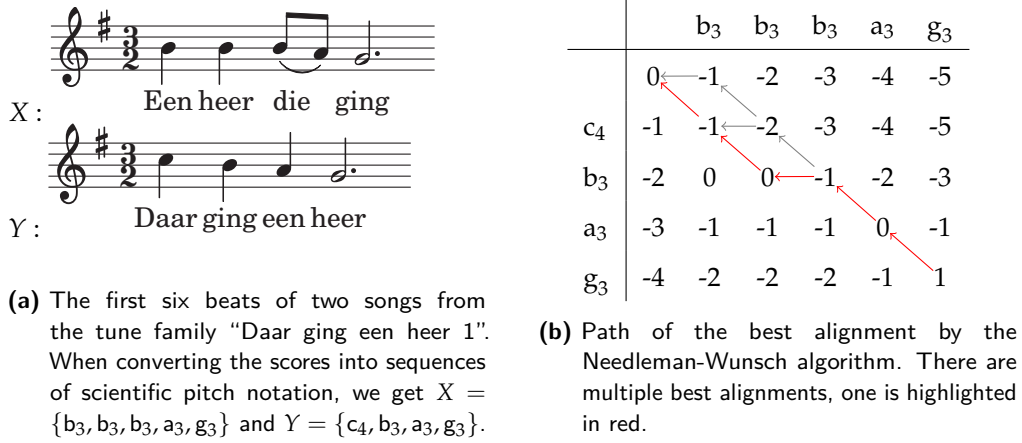 3
2
Een heer die ging
X :
3
2
Daar ging een heer
Y :
(a) The first six beats of two songs from
the tune family “Daar ging een heer 1”.
When converting the scores into sequences
of scientific pitch notation, we get X =
{b₃, b₃, b₃, a₃, g₃} and Y = {c₄, b₃, a₃, g₃}.
b₃ b₃ b₃ a₃ g₃
0 -1 -2 -3 -4 -5
c₄ -1 -1 -2 -3 -4 -5
b₃ -2 0 0 -1 -2 -3
a₃ -3 -1 -1 -1 0 -1
g₃ -4 -2 -2 -2 -1 1
(b) Path of the best alignment by the
Needleman-Wunsch algorithm. There are
multiple best alignments, one is highlighted
in red.